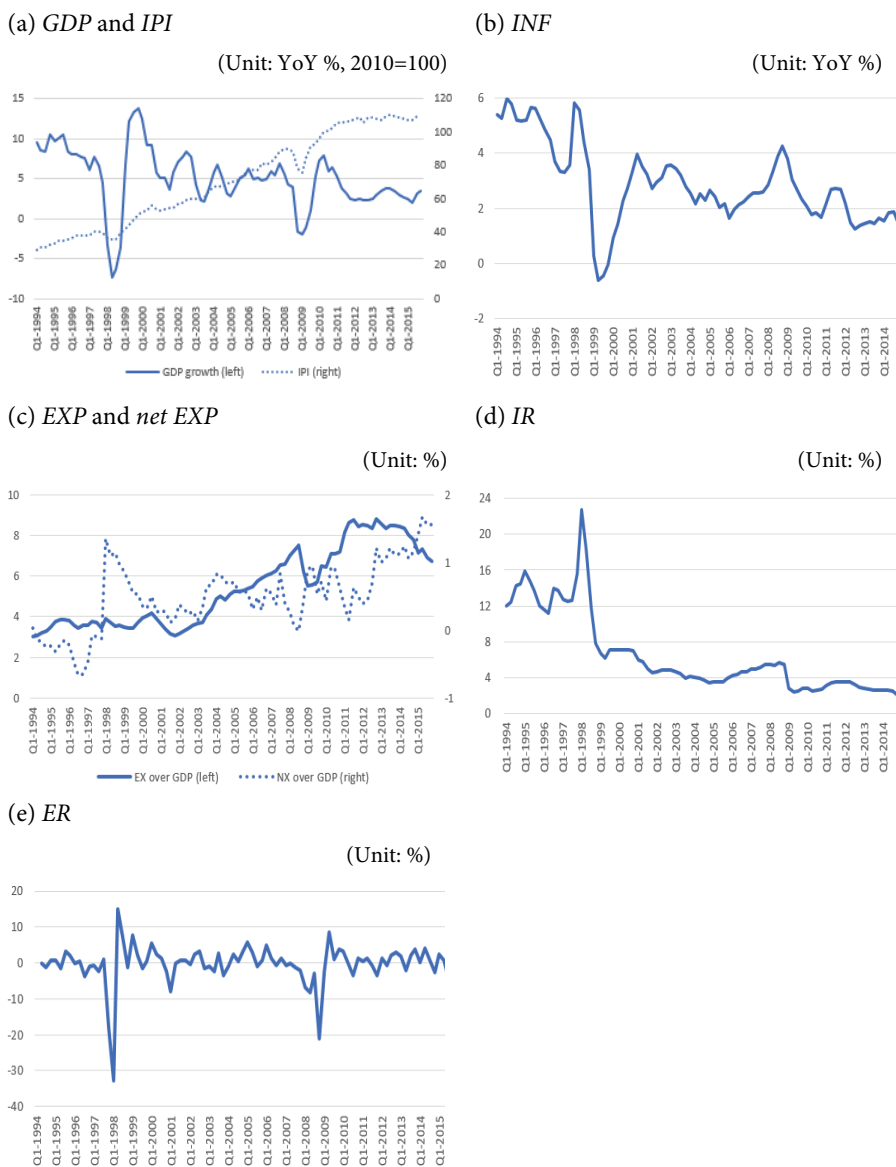 (a) GDP and IPI
(Unit: YoY %, 2010=100)
15
10
5
0
-5
-10
120
100
80
60
40
20
0
Q1-1994
Q1-1995
Q1-1996
Q1-1997
Q1-1998
Q1-1999
Q1-2000
Q1-2001
Q1-2002
Q1-2003
Q1-2004
Q1-2005
Q1-2006
Q1-2007
Q1-2008
Q1-2009
Q1-2010
Q1-2011
Q1-2012
Q1-2013
Q1-2014
Q1-2015
GDP growth (left)
IPI (right)
(b) INF
(Unit: YoY %)
6
4
2
0
-2
Q1-1994
Q1-1995
Q1-1996
Q1-1997
Q1-1998
Q1-1999
Q1-2000
Q1-2001
Q1-2002
Q1-2003
Q1-2004
Q1-2005
Q1-2006
Q1-2007
Q1-2008
Q1-2009
Q1-2010
Q1-2011
Q1-2012
Q1-2013
Q1-2014
(c) EXP and net EXP
(Unit: %)
10
8
6
4
2
0
2
1
0
-1
Q1-1994
Q1-1995
Q1-1996
Q1-1997
Q1-1998
Q1-1999
Q1-2000
Q1-2001
Q1-2002
Q1-2003
Q1-2004
Q1-2005
Q1-2006
Q1-2007
Q1-2008
Q1-2009
Q1-2010
Q1-2011
Q1-2012
Q1-2013
Q1-2014
Q1-2015
EX over GDP (left)
NX over GDP (right)
(d) IR
(Unit: %)
24
20
16
12
8
4
0
Q1-1994
Q1-1995
Q1-1996
Q1-1997
Q1-1998
Q1-1999
Q1-2000
Q1-2001
Q1-2002
Q1-2003
Q1-2004
Q1-2005
Q1-2006
Q1-2007
Q1-2008
Q1-2009
Q1-2010
Q1-2011
Q1-2012
Q1-2013
Q1-2014
(e) ER
(Unit: %)
20
10
0
-10
-20
-30
-40
Q1-1994
Q1-1995
Q1-1996
Q1-1997
Q1-1998
Q1-1999
Q1-2000
Q1-2001
Q1-2002
Q1-2003
Q1-2004
Q1-2005
Q1-2006
Q1-2007
Q1-2008
Q1-2009
Q1-2010
Q1-2011
Q1-2012
Q1-2013
Q1-2014
Q1-2015